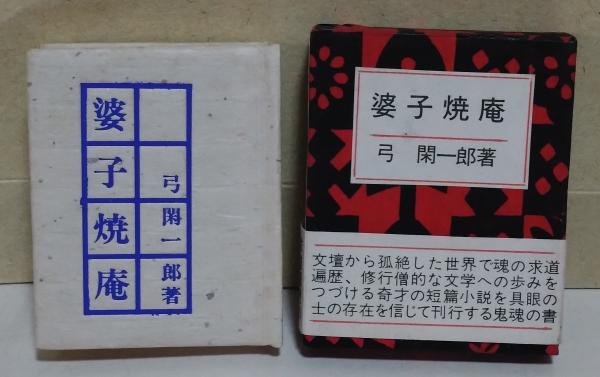 婆子焼庵
弓閑一郎著
婆子焼庵
弓 閑一郎著
文壇から孤絶した世界で魂の求道
遍歴、修行僧的な文学への歩みを
つづける奇才の短篇小説を具眼の
士の存在を信じて刊行する鬼魂の書